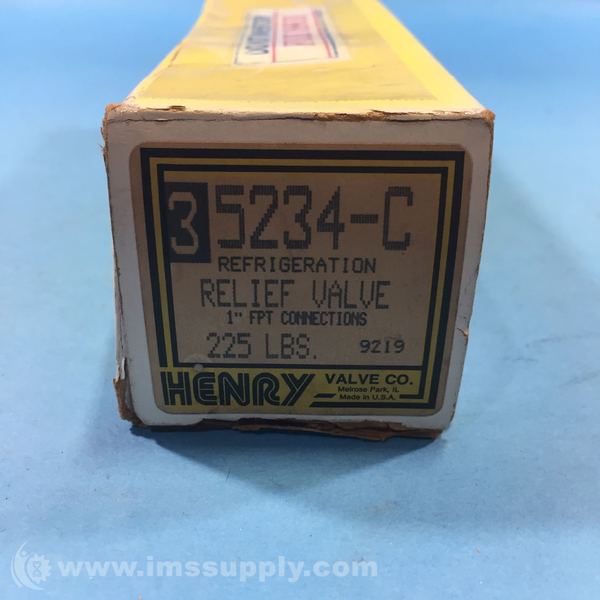 3 5234-C
REFRIGERATION
RELIEF VALVE
1" FPT CONNECTIONS
225 LBS. 9219
HENRY VALVE CO.
Melrose Park, IL
Made in U.S.A.
www.imssupply.com